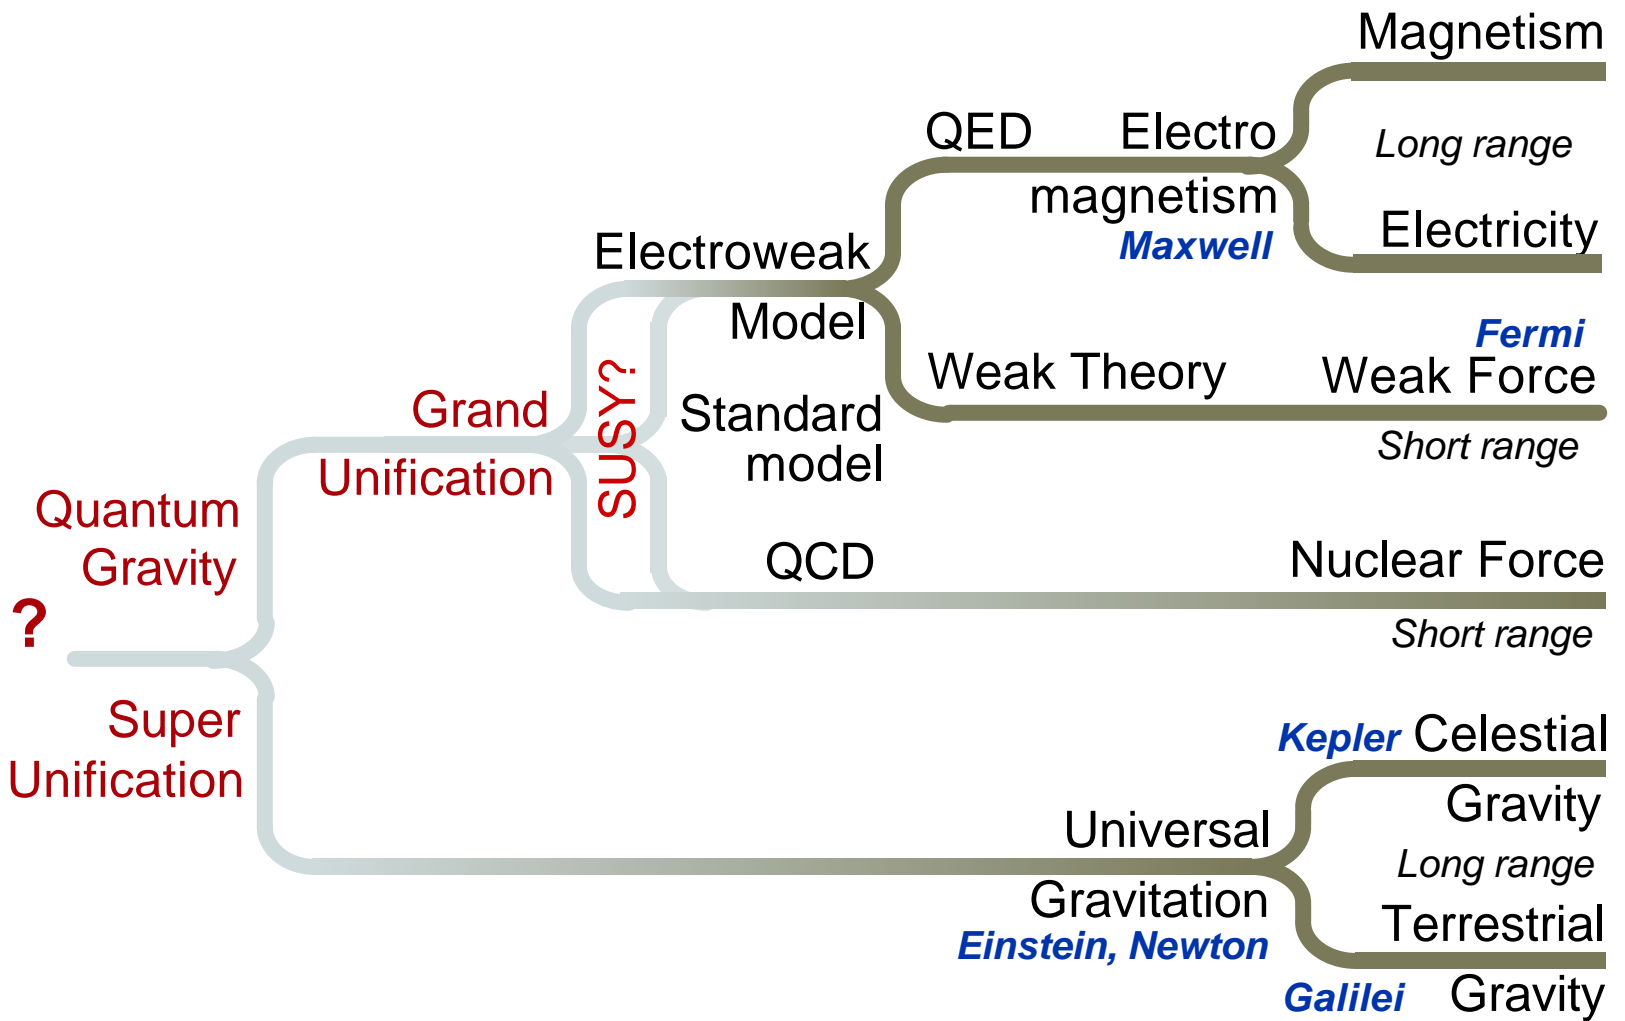 Magnetism
QED
Electro
magnetism
Maxwell
Long range
Electricity
Electroweak
Model
Fermi
Weak Theory
Weak Force
Short range
Grand
Unification
SUSY?
Standard
model
Quantum
Gravity
?
QCD
Nuclear Force
Short range
Super
Unification
Kepler Celestial
Gravity
Long range
Universal
Gravitation
Einstein, Newton
Terrestrial
Galilei Gravity